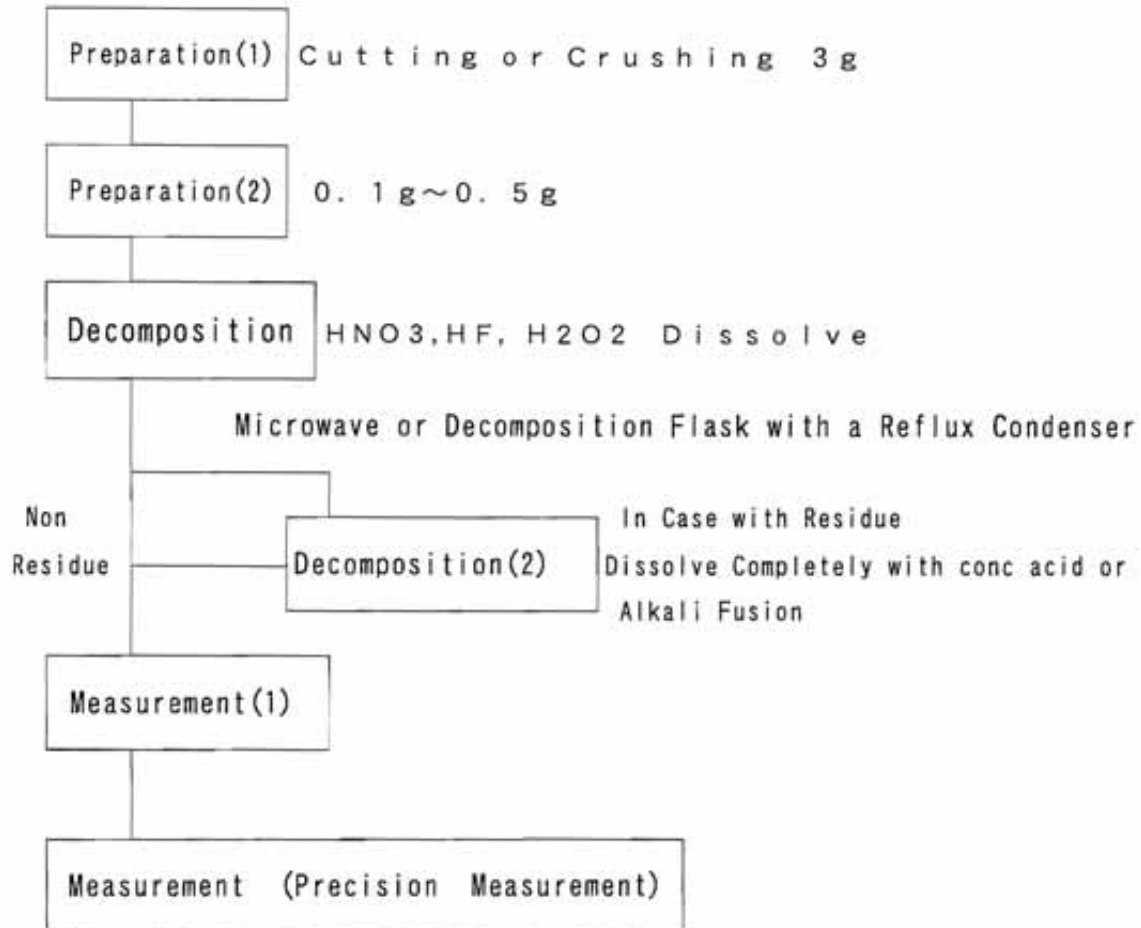 Preparation(1) Cutting or Crushing 3g
Preparation(2) 0.1g~0.5g
Decomposition HNO3,HF, H2O2 Dissolve
Microwave or Decomposition Flask with a Reflux Condenser
Non
Residue
Decomposition(2)
In Case with Residue
Dissolve Completely with conc acid or
Alkali Fusion
Measurement(1)
Measurement (Precision Measurement)